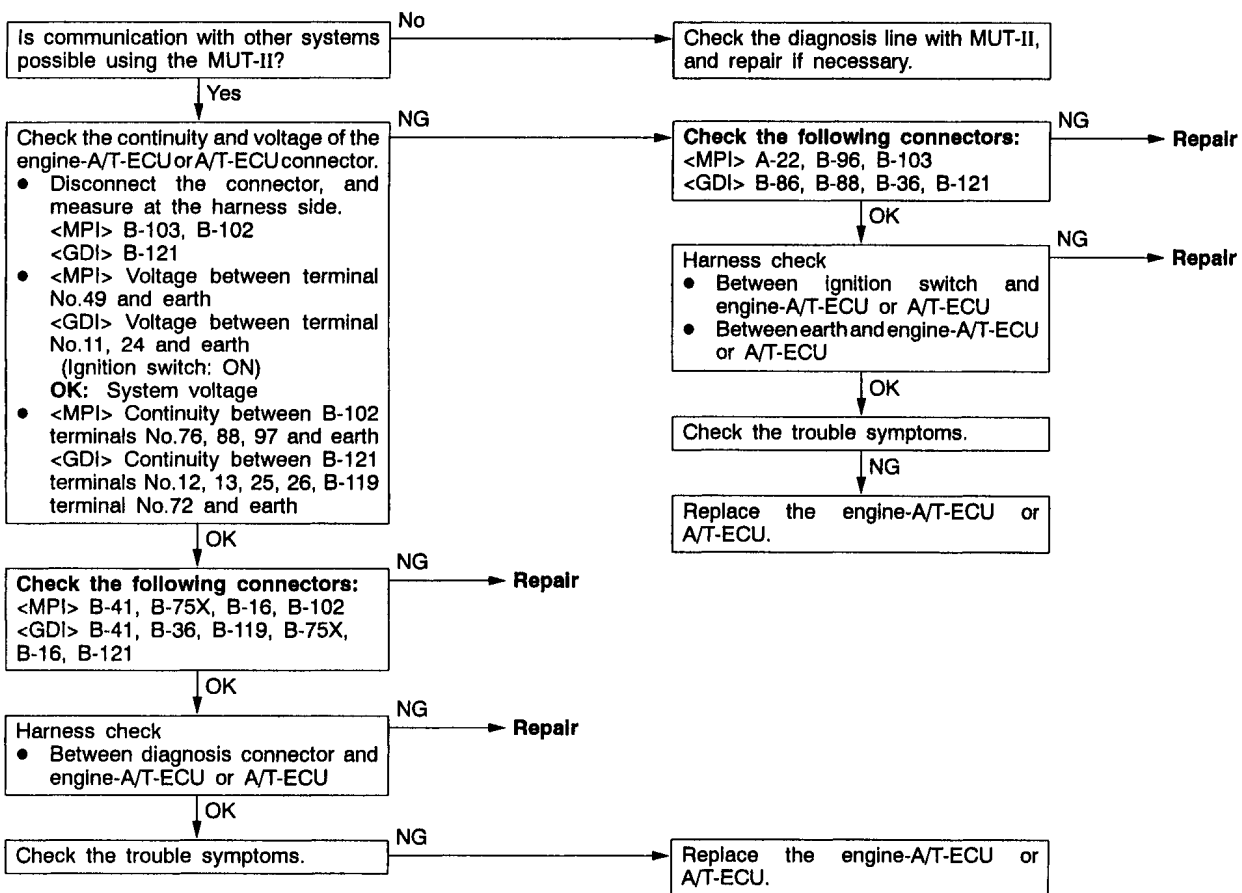 Is communication with other systems
possible using the MUT-II?
No
Check the diagnosis line with MUT-II,
and repair if necessary.
Yes
Check the continuity and voltage of the
engine-A/T-ECU or A/T-ECU connector.
● Disconnect the connector, and
measure at the harness side.
<MPI> B-103, B-102
<GDI> B-121
● <MPI> Voltage between terminal
No.49 and earth
<GDI> Voltage between terminal
No.11, 24 and earth
(Ignition switch: ON)
OK: System voltage
● <MPI> Continuity between B-102
terminals No.76, 88, 97 and earth
<GDI> Continuity between B-121
terminals No.12, 13, 25, 26, B-119
terminal No.72 and earth
NG
Check the following connectors:
<MPI> A-22, B-96, B-103
<GDI> B-86, B-88, B-36, B-121
NG
Repair
OK
Harness check
● Between ignition switch and
engine-A/T-ECU or A/T-ECU
● Between earth and engine-A/T-ECU
or A/T-ECU
NG
Repair
OK
Check the trouble symptoms.
NG
Replace the engine-A/T-ECU or
A/T-ECU.
OK
Check the following connectors:
<MPI> B-41, B-75X, B-16, B-102
<GDI> B-41, B-36, B-119, B-75X,
B-16, B-121
NG
Repair
OK
Harness check
● Between diagnosis connector and
engine-A/T-ECU or A/T-ECU
NG
Repair
OK
Check the trouble symptoms.
NG
Replace the engine-A/T-ECU or
A/T-ECU.